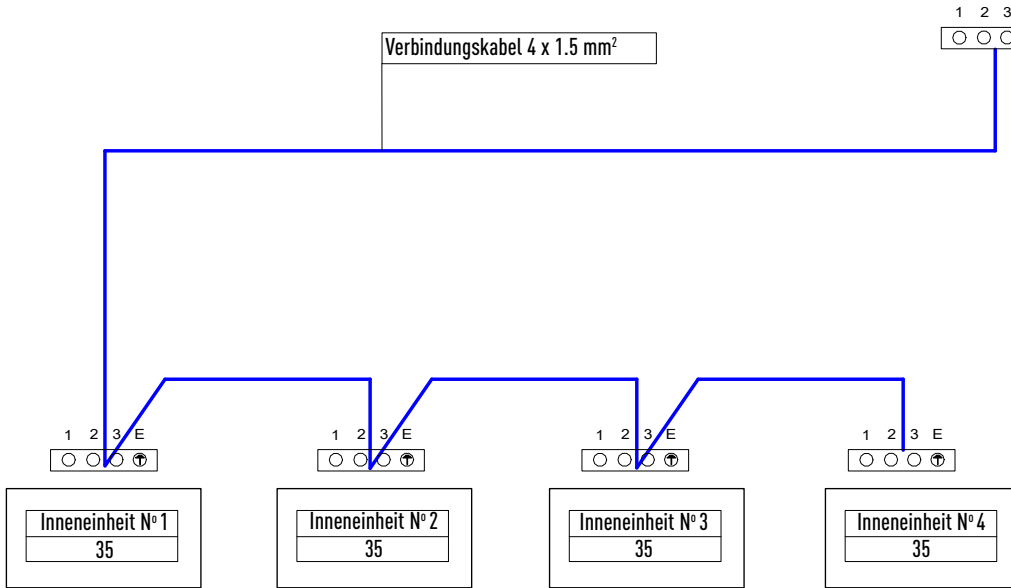 1 2 3
Verbindungskabel 4 x 1.5 mm²
1 2 3 E
1 2 3 E
1 2 3 E
1 2 3 E
Inneneinheit Nº 1
35
Inneneinheit Nº 2
35
Inneneinheit Nº 3
35
Inneneinheit Nº 4
35